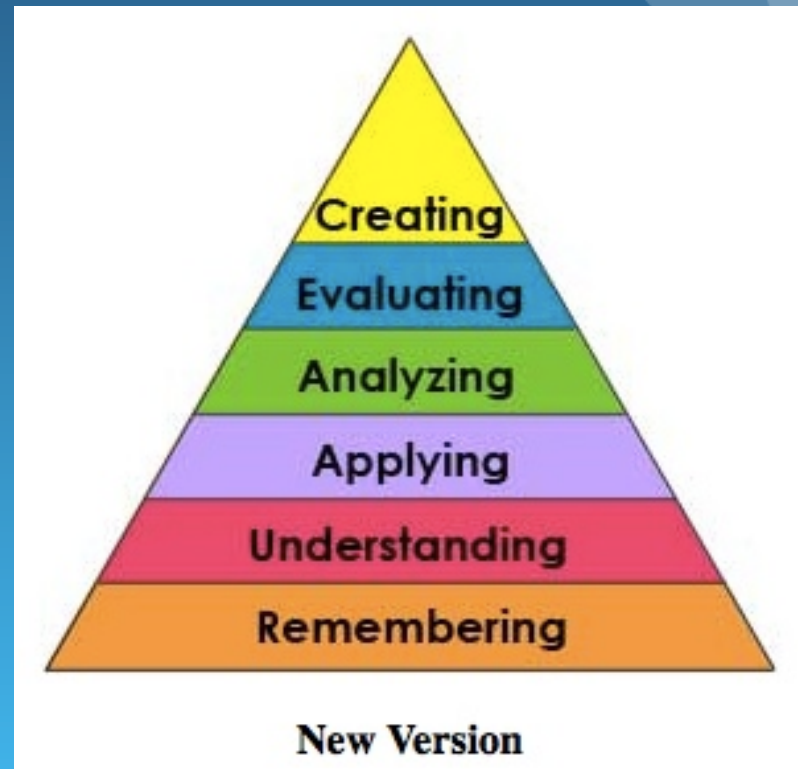 Creating
Evaluating
Analyzing
Applying
Understanding
Remembering
New Version